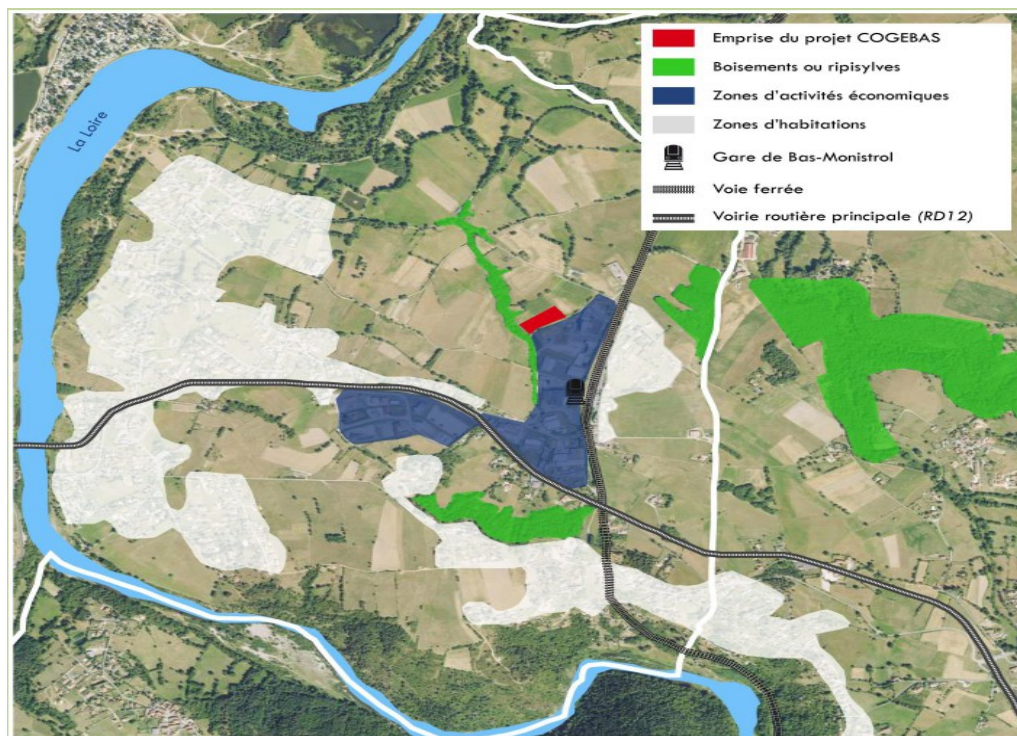 Emprise du projet COGEBAS
Boisements ou ripisylves
Zones d'activités économiques
Zones d'habitations
Gare de Bas-Monistrol
Voie ferrée
Voirie routière principale (RD12)
La Loire